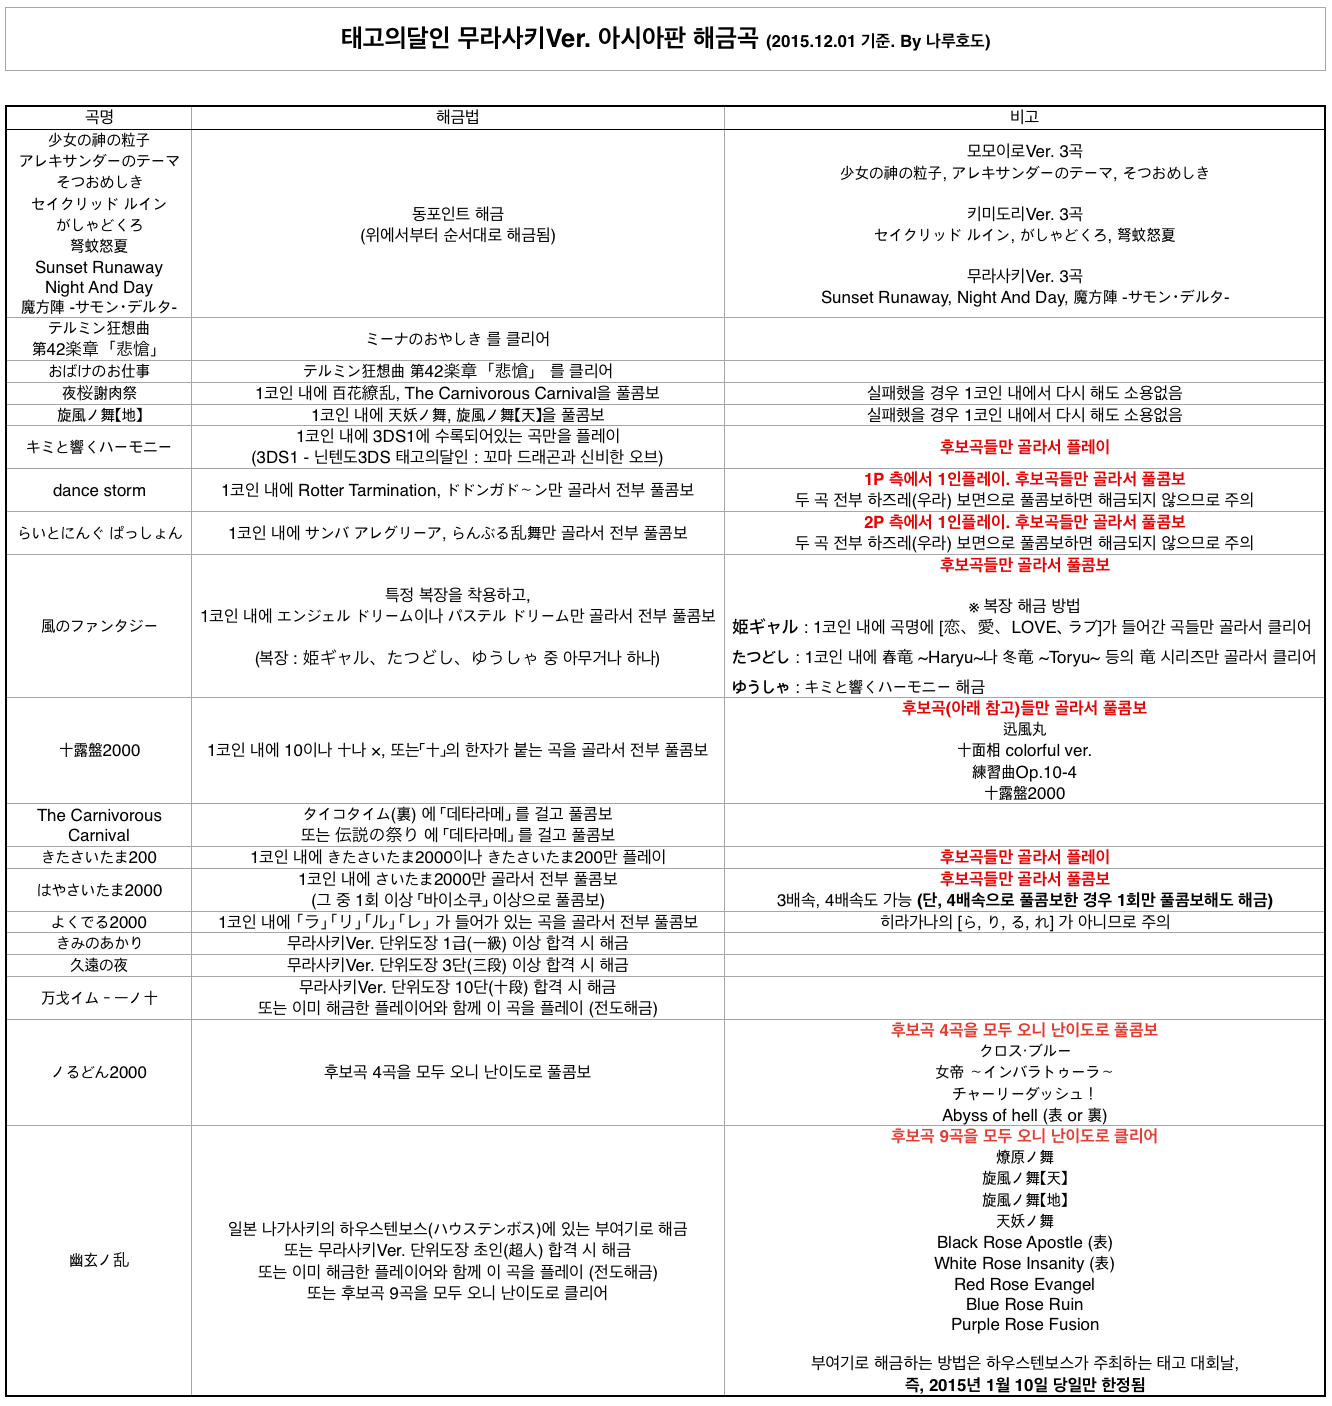 태고의달인 무라사키Ver. 아시아판 해금곡 (2015.12.01 기준. By 나루호도)
곡명 해금법 비고
少女の神の粒子
アレキサンダーのテーマ
そつおめしき
セイクリッド ルイン
がしゃどくろ
弩蚊怒夏
Sunset Runaway
Night And Day
魔方陣 -サモン・デルタ-
동포인트 해금
(위에서부터 순서대로 해금됨)
모모이로Ver. 3곡
少女の神の粒子, アレキサンダーのテーマ, そつおめしき
키미도리Ver. 3곡
セイクリッド ルイン, がしゃどくろ, 弩蚊怒夏
무라사키Ver. 3곡
Sunset Runaway, Night And Day, 魔方陣 -サモン・デルタ-
テルミン狂想曲
第42楽章「悲愴」
ミーナのおやしき 를 클리어
おばけのお仕事 テルミン狂想曲 第42楽章「悲愴」 를 클리어
夜桜謝肉祭 1코인 내에 百花繚乱, The Carnivorous Carnival을 풀콤보 실패했을 경우 1코인 내에서 다시 해도 소용없음
旋風ノ舞【地】 1코인 내에 天妖ノ舞, 旋風ノ舞【天】을 풀콤보 실패했을 경우 1코인 내에서 다시 해도 소용없음
キミと響くハーモニー
1코인 내에 3DS1에 수록되어있는 곡만을 플레이
(3DS1 - 닌텐도3DS 태고의달인 : 꼬마 드래곤과 신비한 오브)
후보곡들만 골라서 플레이
dance storm
1코인 내에 Rotter Tarmination, ドドンガド～ン만 골라서 전부 풀콤보
1P 측에서 1인플레이. 후보곡들만 골라서 풀콤보
두 곡 전부 하즈레(우라) 보면으로 풀콤보하면 해금되지 않으므로 주의
らいとにんぐ ぱっしょん
1코인 내에 サンバ アレグリーア, らんぶる乱舞만 골라서 전부 풀콤보
2P 측에서 1인플레이. 후보곡들만 골라서 풀콤보
두 곡 전부 하즈레(우라) 보면으로 풀콤보하면 해금되지 않으므로 주의
風のファンタジー
특정 복장을 착용하고,
1코인 내에 エンジェル ドリーム이나 パステル ドリーム만 골라서 전부 풀콤보
(복장 : 姫ギャル、たつどし、ゆうしゃ 중 아무거나 하나)
후보곡들만 골라서 풀콤보
※ 복장 해금 방법
姫ギャル : 1코인 내에 곡명에 [恋、愛、LOVE、ラブ]가 들어간 곡들만 골라서 클리어
たつどし : 1코인 내에 春竜 ~Haryu~나 冬竜 ~Toryu~ 등의 竜 시리즈만 골라서 클리어
ゆうしゃ : キミと響くハーモニー 해금
十露盤2000
1코인 내에 10이나 十나 ×, 또는「十」의 한자가 붙는 곡을 골라서 전부 풀콤보
후보곡(아래 참고)들만 골라서 풀콤보
迅風丸
十面相 colorful ver.
練習曲Op.10-4
十露盤2000
The Carnivorous
Carnival
タイコタイム(裏) 에「데타라메」를 걸고 풀콤보
또는 伝説の祭り 에「데타라메」를 걸고 풀콤보
きたさいたま200 1코인 내에 きたさいたま2000이나 きたさいたま200만 플레이 후보곡들만 골라서 플레이
はやさいたま2000
1코인 내에 さいたま2000만 골라서 전부 풀콤보
(그 중 1회 이상「바이소쿠」이상으로 풀콤보)
후보곡들만 골라서 풀콤보
3배속, 4배속도 가능 (단, 4배속으로 풀콤보한 경우 1회만 풀콤보해도 해금)
よくでる2000 1코인 내에「ラ」「リ」「ル」「レ」가 들어가 있는 곡을 골라서 전부 풀콤보 히라가나의 [ら, り, る, れ] 가 아니므로 주의
きみのあかり 무라사키Ver. 단위도장 1급(一級) 이상 합격 시 해금
久遠の夜 무라사키Ver. 단위도장 3단(三段) 이상 합격 시 해금
万戈イム－一ノ十
무라사키Ver. 단위도장 10단(十段) 합격 시 해금
또는 이미 해금한 플레이어와 함께 이 곡을 플레이 (전도해금)
ノるどん2000
후보곡 4곡을 모두 오니 난이도로 풀콤보
후보곡 4곡을 모두 오니 난이도로 풀콤보
クロス・ブルー
女帝 ～インバラトゥーラ～
チャーリーダッシュ！
Abyss of hell (表 or 裏)
幽玄ノ乱
일본 나가사키의 하우스텐보스(ハウステンボス)에 있는 부여기로 해금
또는 무라사키Ver. 단위도장 초인(超人) 합격 시 해금
또는 이미 해금한 플레이어와 함께 이 곡을 플레이 (전도해금)
또는 후보곡 9곡을 모두 오니 난이도로 클리어
후보곡 9곡을 모두 오니 난이도로 클리어
燎原ノ舞
旋風ノ舞【天】
旋風ノ舞【地】
天妖ノ舞
Black Rose Apostle (表)
White Rose Insanity (表)
Red Rose Evangel
Blue Rose Ruin
Purple Rose Fusion
부여기로 해금하는 방법은 하우스텐보스가 주최하는 태고 대회날,
즉, 2015년 1월 10일 당일만 한정됨